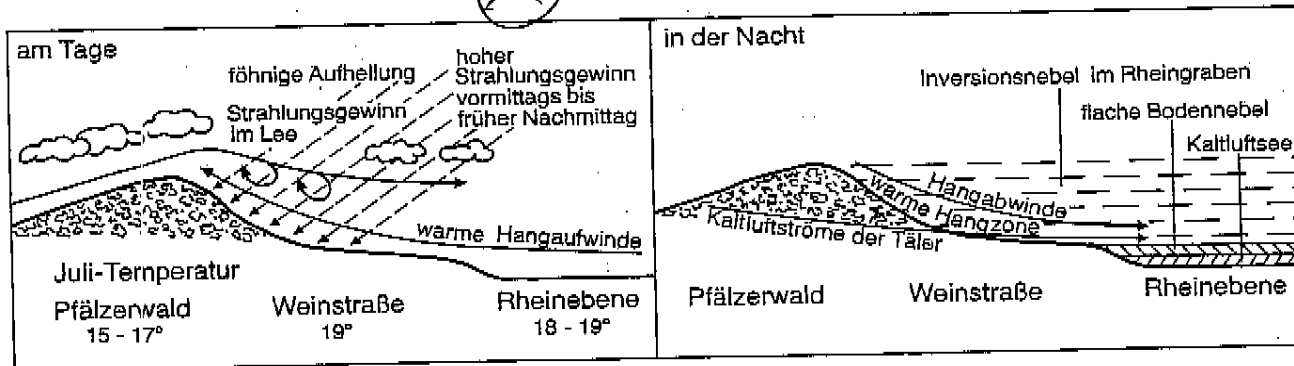 am Tage
föhnige Aufhellung
hoher
Strahlungsgewinn
vormittags bis
früher Nachmittag
Strahlungsgewinn
im Lee
warme Hangaufwinde
Juli-Temperatur
Pfälzerwald
15 - 17°
Weinstraße
19°
Rheinebene
18 - 19°
in der Nacht
Inversionsnebel im Rheingraben
flache Bodennebel
Kaltluftsee
Hangabwinde
warme Hangzone
Kaltluftströme der Täler
Pfälzerwald
Weinstraße
Rheinebene